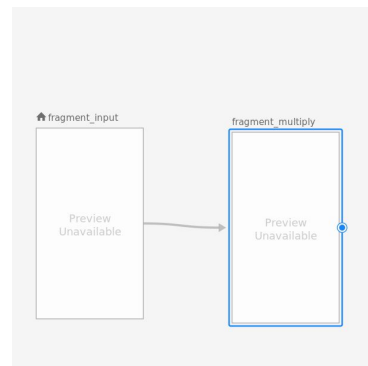 fragment_input
fragment_multiply
Preview
Unavailable
Preview
Unavailable